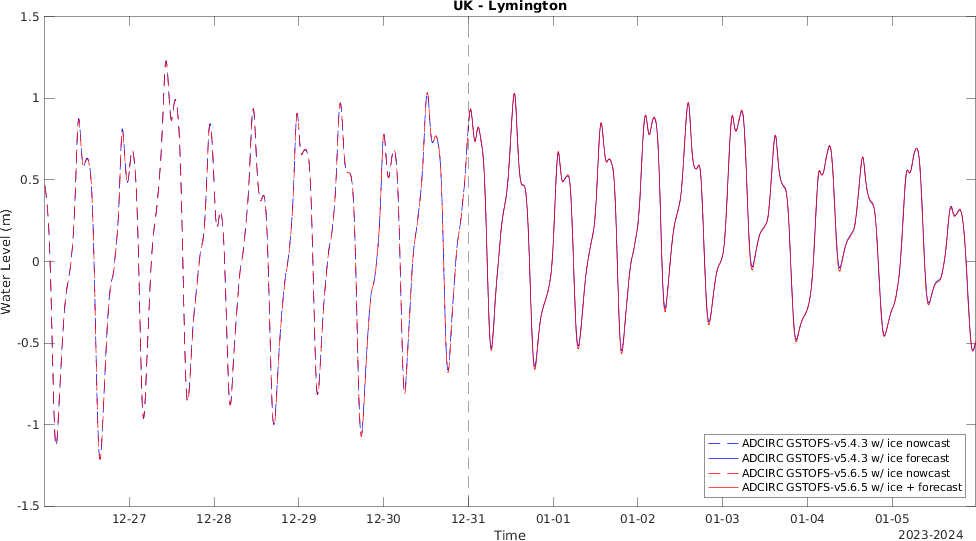 UK - Lymington
1.5
1
0.5
0
-0.5
-1
-1.5
Water Level (m)
12-27 12-28 12-29 12-30 12-31 01-01 01-02 01-03 01-04 01-05
Time
2023-2024
ADCIRC GSTOFS-v5.4.3 w/ ice nowcast
ADCIRC GSTOFS-v5.4.3 w/ ice forecast
ADCIRC GSTOFS-v5.6.5 w/ ice nowcast
ADCIRC GSTOFS-v5.6.5 w/ ice + forecast